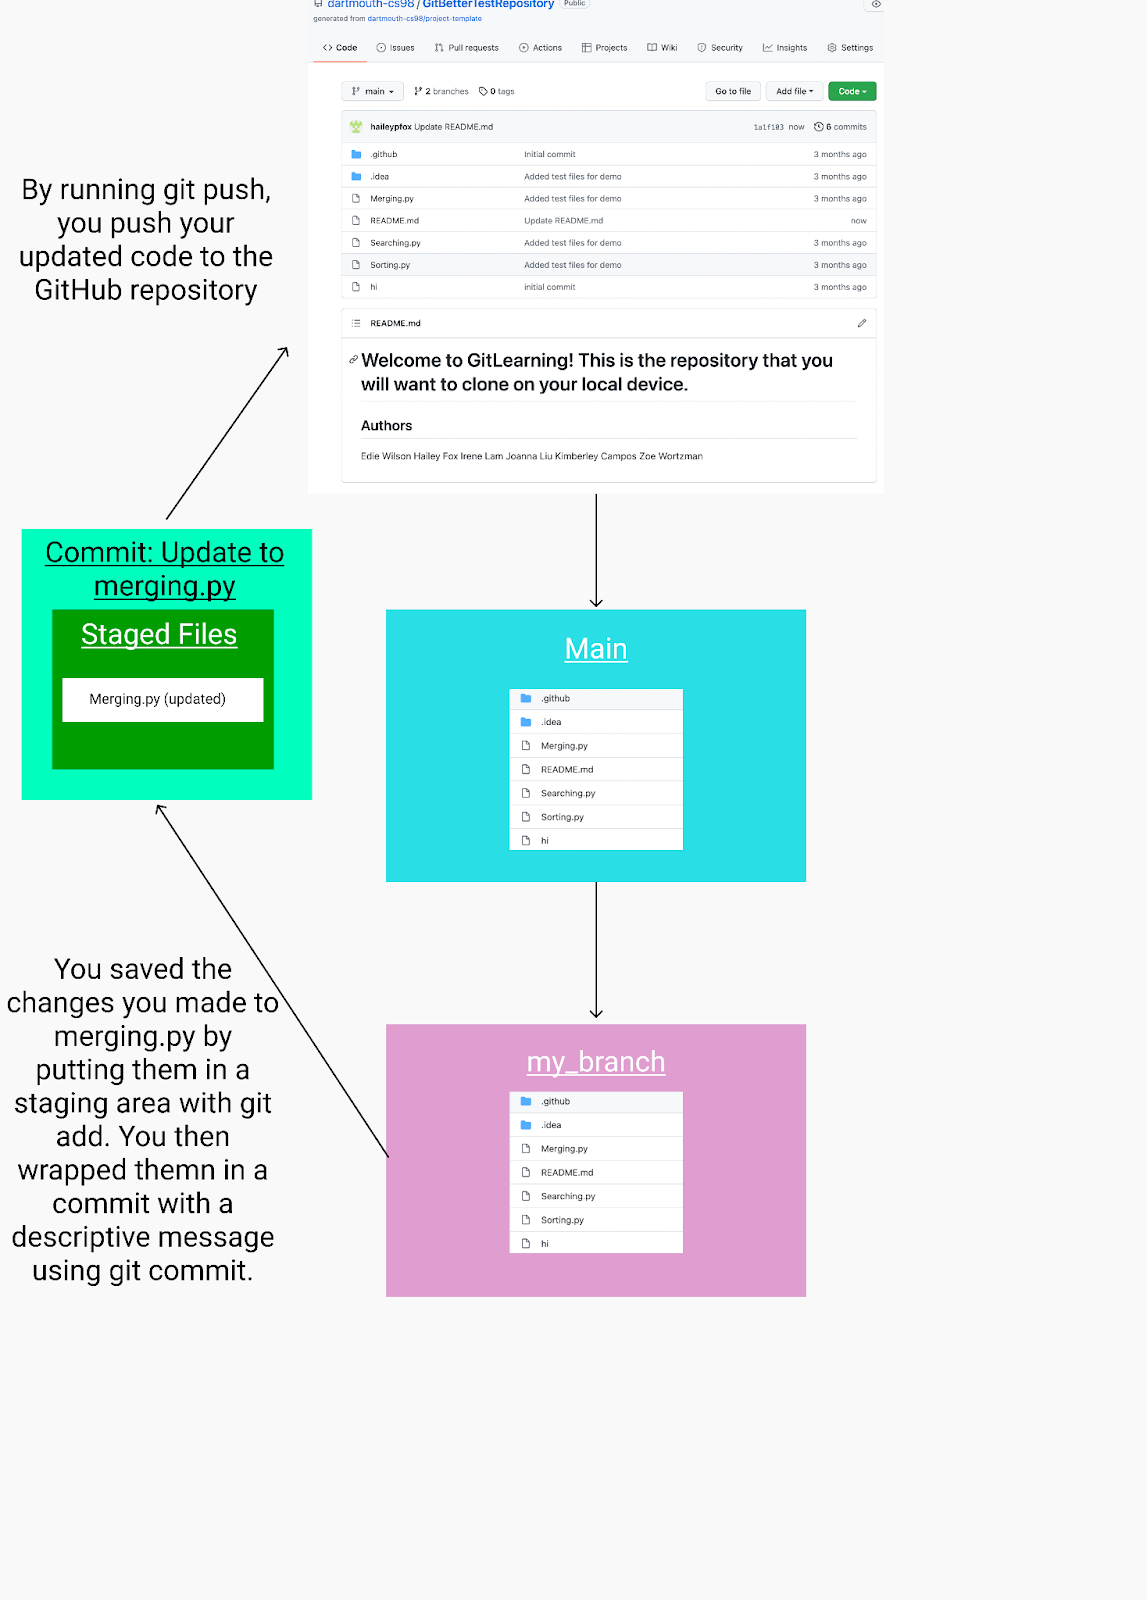 dartmouth-cs98 / GitBetterTestRepository Public
generated from dartmouth-cs98/project-template
Code Issues Pull requests Actions Projects Wiki Security Insights Settings
main 2 branches 0 tags Go to file Add file Code
haileypfox Update README.md 1a1f103 now 6 commits
.github Initial commit 3 months ago
.idea Added test files for demo 3 months ago
Merging.py Added test files for demo 3 months ago
README.md Update README.md now
Searching.py Added test files for demo 3 months ago
Sorting.py Added test files for demo 3 months ago
hi initial commit 3 months ago
README.md
Welcome to GitLearning! This is the repository that you
will want to clone on your local device.
Authors
Edie Wilson Hailey Fox Irene Lam Joanna Liu Kimberley Campos Zoe Wortzman
By running git push,
you push your
updated code to the
GitHub repository
Commit: Update to
merging.py
Staged Files
Merging.py (updated)
Main
.github
.idea
Merging.py
README.md
Searching.py
Sorting.py
hi
You saved the
changes you made to
merging.py by
putting them in a
staging area with git
add. You then
wrapped themn in a
commit with a
descriptive message
using git commit.
my_branch
.github
.idea
Merging.py
README.md
Searching.py
Sorting.py
hi